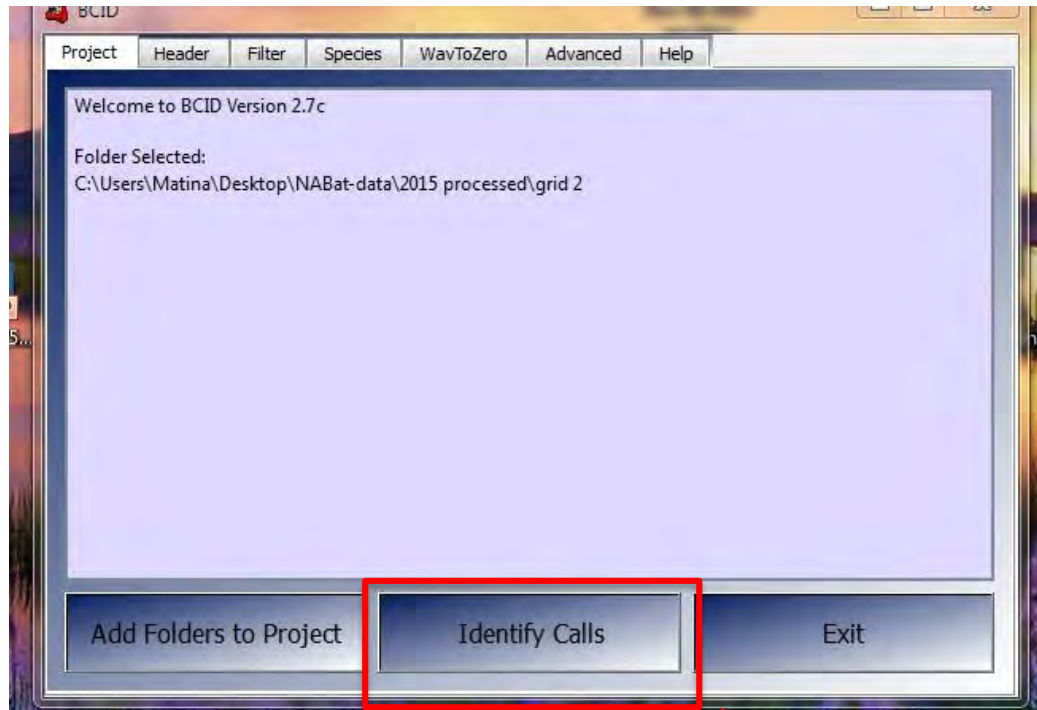 BCID
Project Header Filter Species WavToZero Advanced Help
Welcome to BCID Version 2.7c
Folder Selected:
C:\Users\Matina\Desktop\NABat-data\2015 processed\grid 2
Add Folders to Project Identify Calls Exit